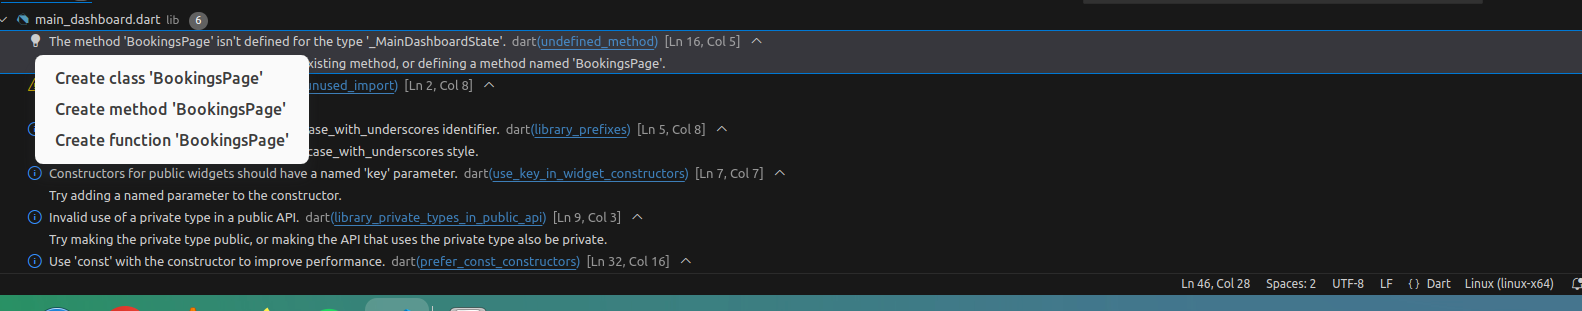 main_dashboard.dart lib 6
The method 'BookingsPage' isn't defined for the type '_MainDashboardState'. dart(undefined_method) [Ln 16, Col 5]
xisting method, or defining a method named 'BookingsPage'.
Create class 'BookingsPage'
unused_import) [Ln 2, Col 8]
Create method 'BookingsPage'
ase_with_underscores identifier. dart(library_prefixes) [Ln 5, Col 8]
Create function 'BookingsPage'
case_with_underscores style.
Constructors for public widgets should have a named 'key' parameter. dart(use_key_in_widget_constructors) [Ln 7, Col 7]
Try adding a named parameter to the constructor.
Invalid use of a private type in a public API. dart(library_private_types_in_public_api) [Ln 9, Col 3]
Try making the private type public, or making the API that uses the private type also be private.
Use 'const' with the constructor to improve performance. dart(prefer_const_constructors) [Ln 32, Col 16]
Ln 46, Col 28 Spaces: 2 UTF-8 LF {} Dart Linux (linux-x64)